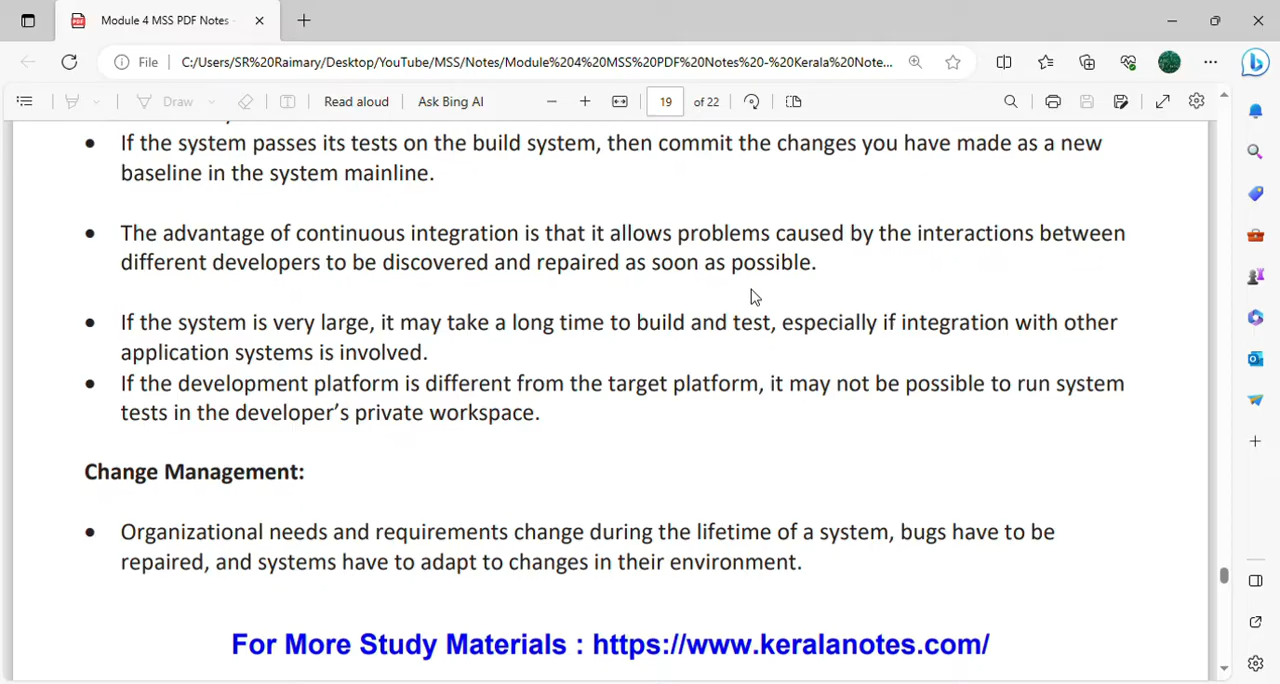 Module 4 MSS PDF Notes -
File
C:/Users/SR%20Raimary/Desktop/YouTube/MSS/Notes/Module%204%20MSS%20PDF%20Notes%20-%20Kerala%20Note...
Draw
Read aloud
Ask Bing AI
19 of 22
• If the system passes its tests on the build system, then commit the changes you have made as a new
baseline in the system mainline.
• The advantage of continuous integration is that it allows problems caused by the interactions between
different developers to be discovered and repaired as soon as possible.
• If the system is very large, it may take a long time to build and test, especially if integration with other
application systems is involved.
• If the development platform is different from the target platform, it may not be possible to run system
tests in the developer's private workspace.
Change Management:
• Organizational needs and requirements change during the lifetime of a system, bugs have to be
repaired, and systems have to adapt to changes in their environment.
For More Study Materials : https://www.keralanotes.com/